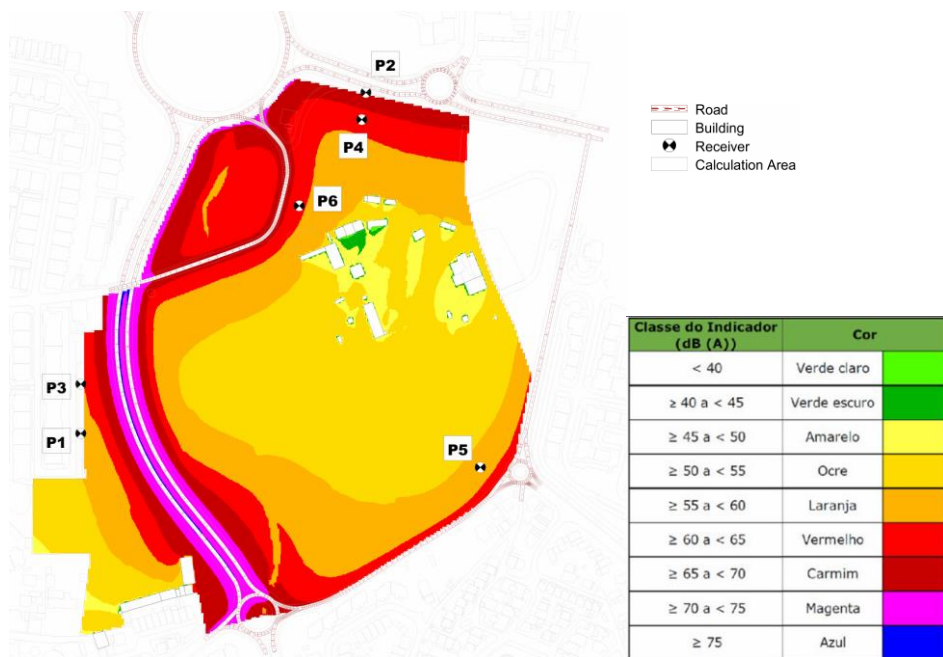 P2
P4
P6
P3
P1
P5
Road
Building
Receiver
Calculation Area
Classe do Indicador (dB (A)) Cor
< 40 Verde claro
≥ 40 a < 45 Verde escuro
≥ 45 a < 50 Amarelo
≥ 50 a < 55 Ocre
≥ 55 a < 60 Laranja
≥ 60 a < 65 Vermelho
≥ 65 a < 70 Carmim
≥ 70 a < 75 Magenta
≥ 75 Azul